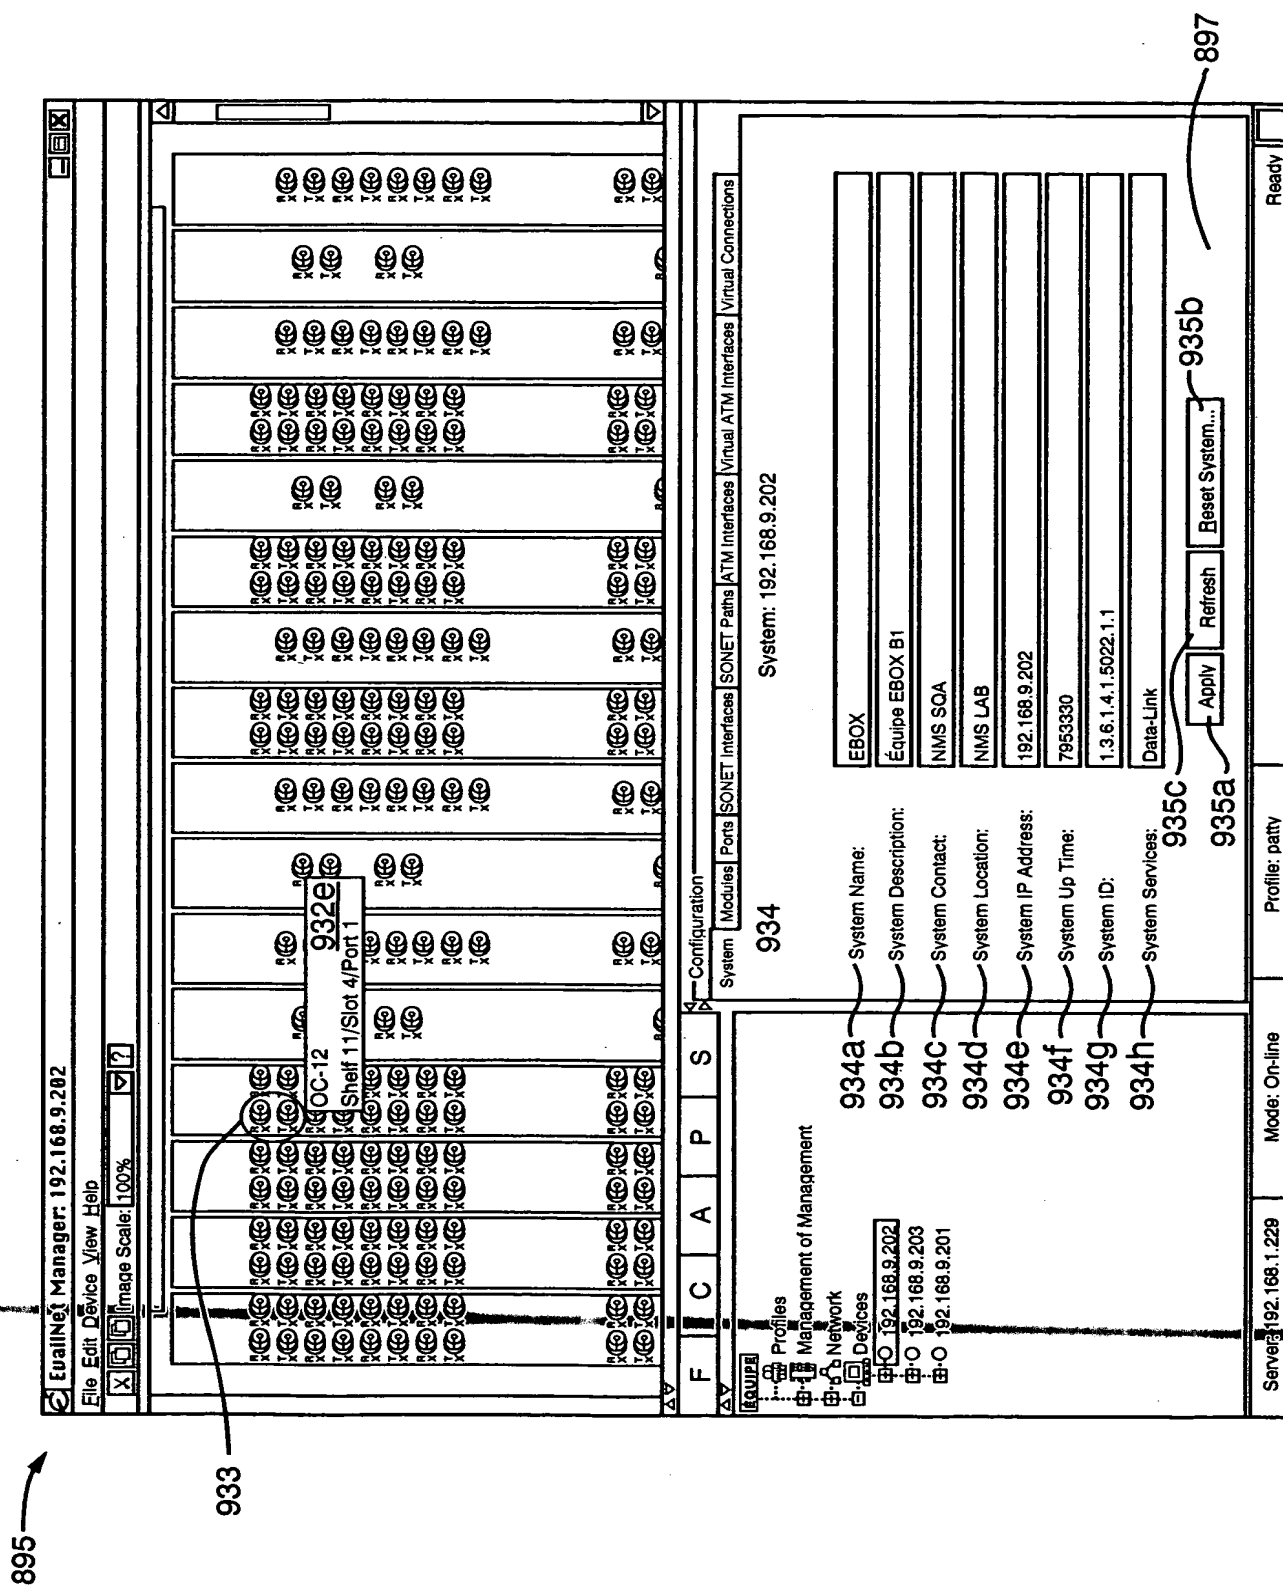 895
EualNet Manager: 192.168.9.202
File Edit Device View Help
Image Scale: 100%
?
933
OC-12
932e
Shelf 11/Slot 4/Port 1
F C A P S
EQUIPE
Profiles
Management of Management
Network
Devices
192.168.9.202
192.168.9.203
192.168.9.201
Configuration
System Modules Ports SONET Interfaces SONET Paths ATM Interfaces Virtual ATM Interfaces Virtual Connections
934
System: 192.168.9.202
934a System Name: EBOX
934b System Description: Équipe EBOX B1
934c System Contact: NMS SQA
934d System Location: NMS LAB
934e System IP Address: 192.168.9.202
934f System Up Time: 7953330
934g System ID: 1.3.6.1.4.1.5022.1.1
934h System Services: Data-Link
935c
935a
Apply Refresh Reset System...
935b
897
Server: 192.168.1.229 Mode: On-line Profile: patty Ready